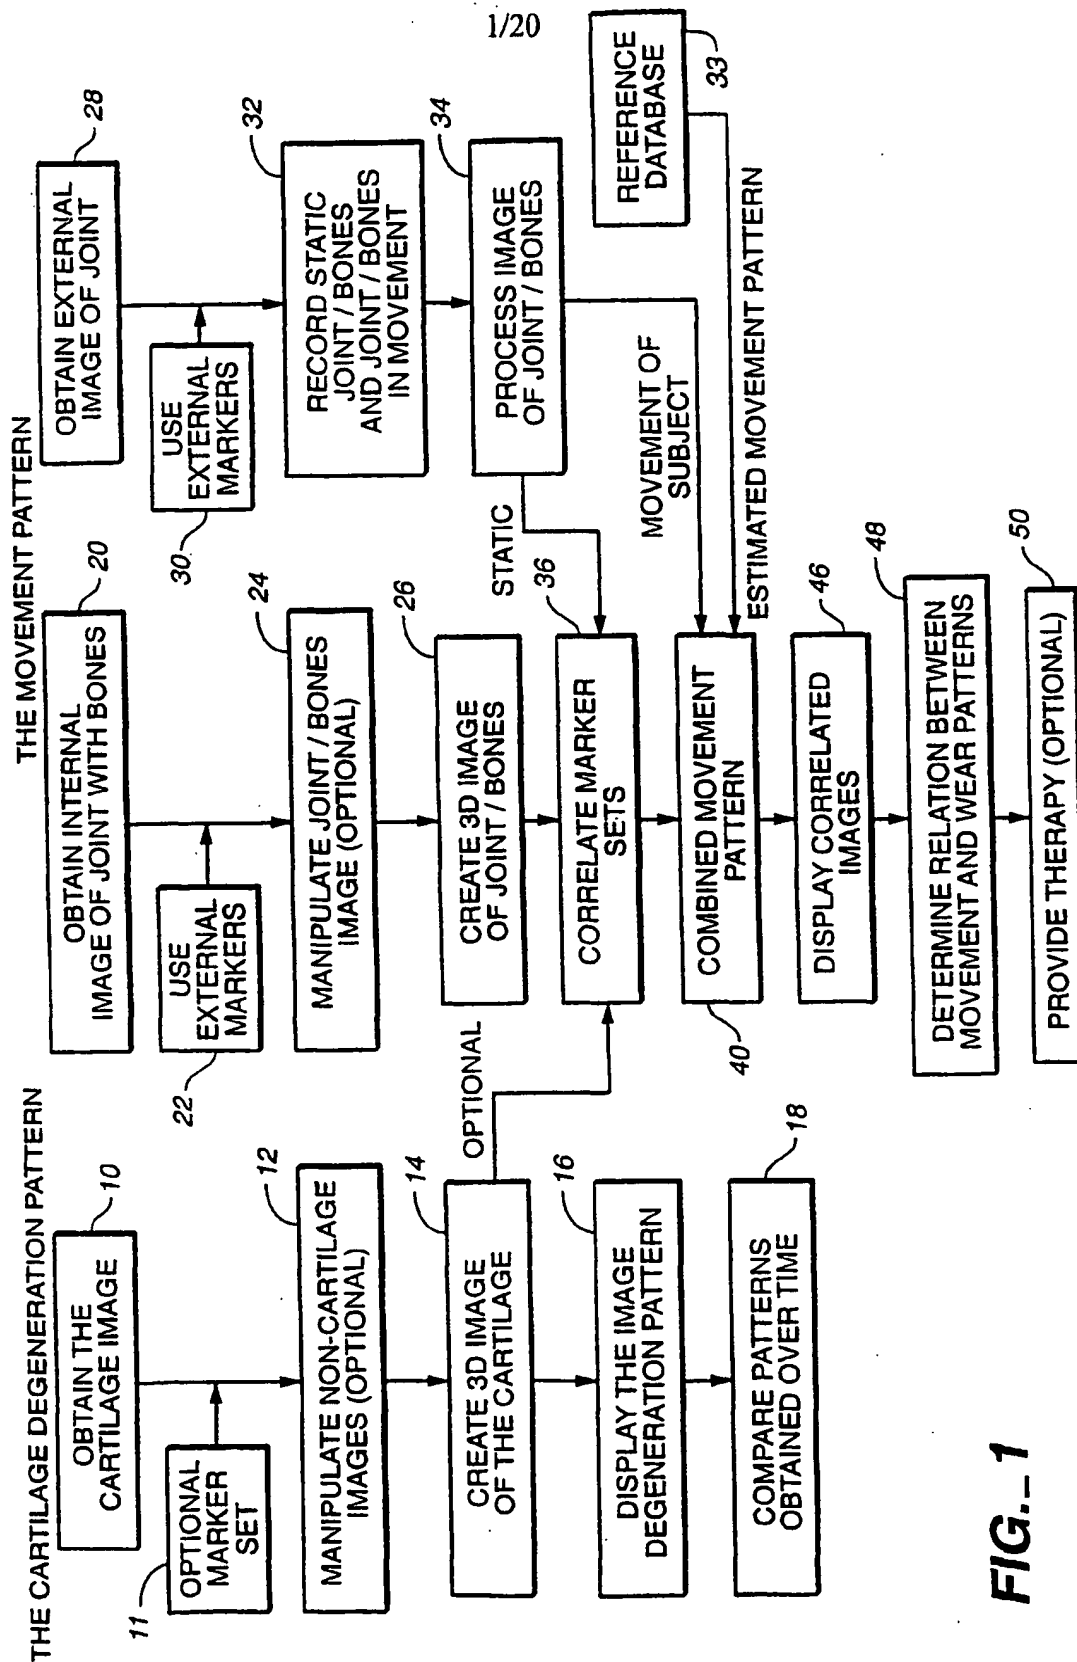 1/20
THE CARTILAGE DEGENERATION PATTERN
10
OBTAIN THE
CARTILAGE IMAGE
11
OPTIONAL
MARKER
SET
12
MANIPULATE NON-CARTILAGE
IMAGES (OPTIONAL)
14
CREATE 3D IMAGE
OF THE CARTILAGE
OPTIONAL
16
DISPLAY THE IMAGE
DEGENERATION PATTERN
18
COMPARE PATTERNS
OBTAINED OVER TIME
THE MOVEMENT PATTERN
20
OBTAIN INTERNAL
IMAGE OF JOINT WITH BONES
22
USE
EXTERNAL
MARKERS
24
MANIPULATE JOINT / BONES
IMAGE (OPTIONAL)
26
CREATE 3D IMAGE
OF JOINT / BONES
36
CORRELATE MARKER
SETS
40
COMBINED MOVEMENT
PATTERN
46
DISPLAY CORRELATED
IMAGES
48
DETERMINE RELATION BETWEEN
MOVEMENT AND WEAR PATTERNS
50
PROVIDE THERAPY (OPTIONAL)
28
OBTAIN EXTERNAL
IMAGE OF JOINT
30
USE
EXTERNAL
MARKERS
32
RECORD STATIC
JOINT / BONES
AND JOINT / BONES
IN MOVEMENT
34
PROCESS IMAGE
OF JOINT / BONES
STATIC
MOVEMENT OF
SUBJECT
ESTIMATED MOVEMENT PATTERN
REFERENCE
DATABASE
33
FIG._1